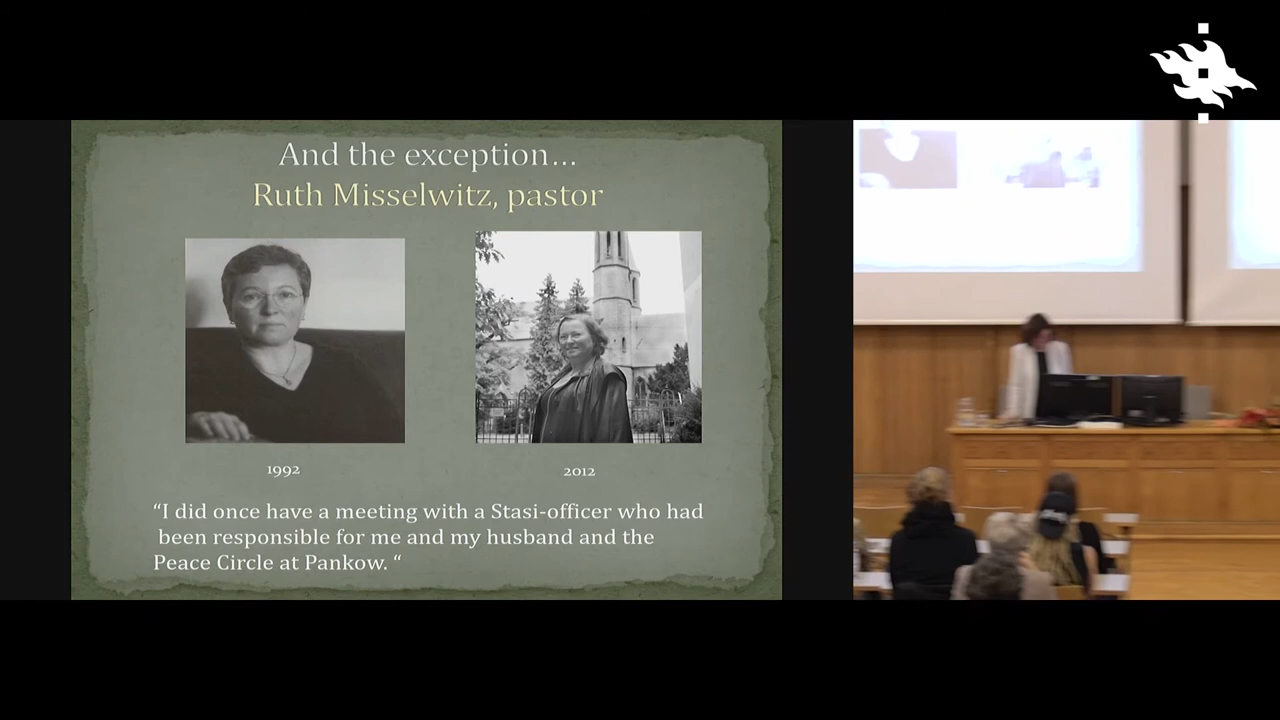 And the exception…
Ruth Misselwitz, pastor
1992
2012
“I did once have a meeting with a Stasi-officer who had
been responsible for me and my husband and the
Peace Circle at Pankow. “